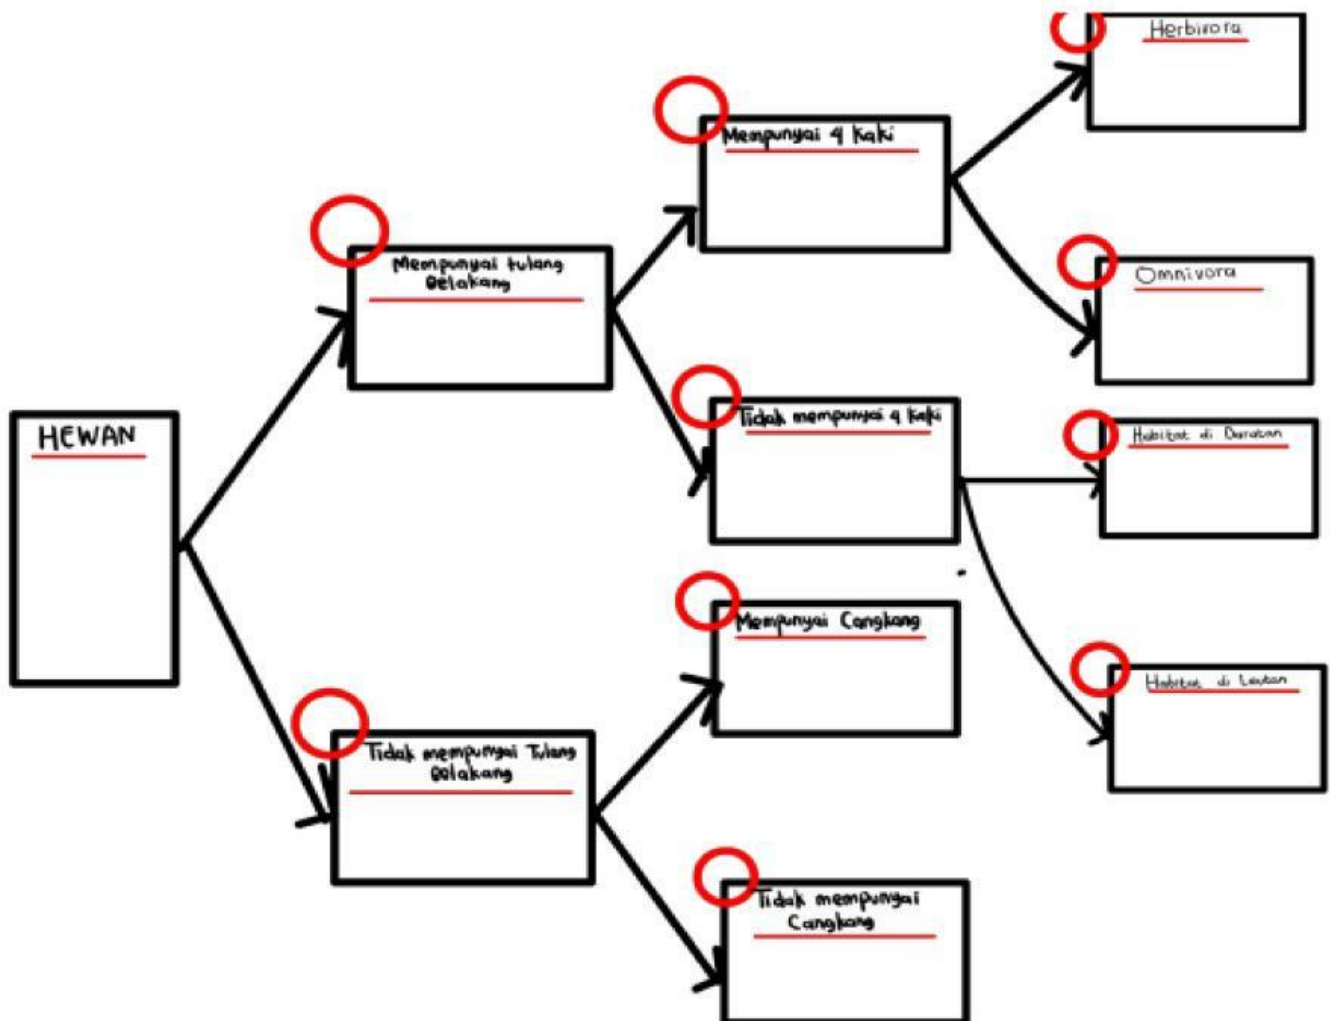 HEWAN
Mempunyai tulang
Belakang
Tidak mempunyai Tulang
Belakang
Mempunyai 4 Kaki
Tidak mempunyai 4 Kaki
Mempunyai Cangkang
Tidak mempunyai
Cangkang
Herbivora
Omnivora
Habitat di Daratan
Habitat di Lautan